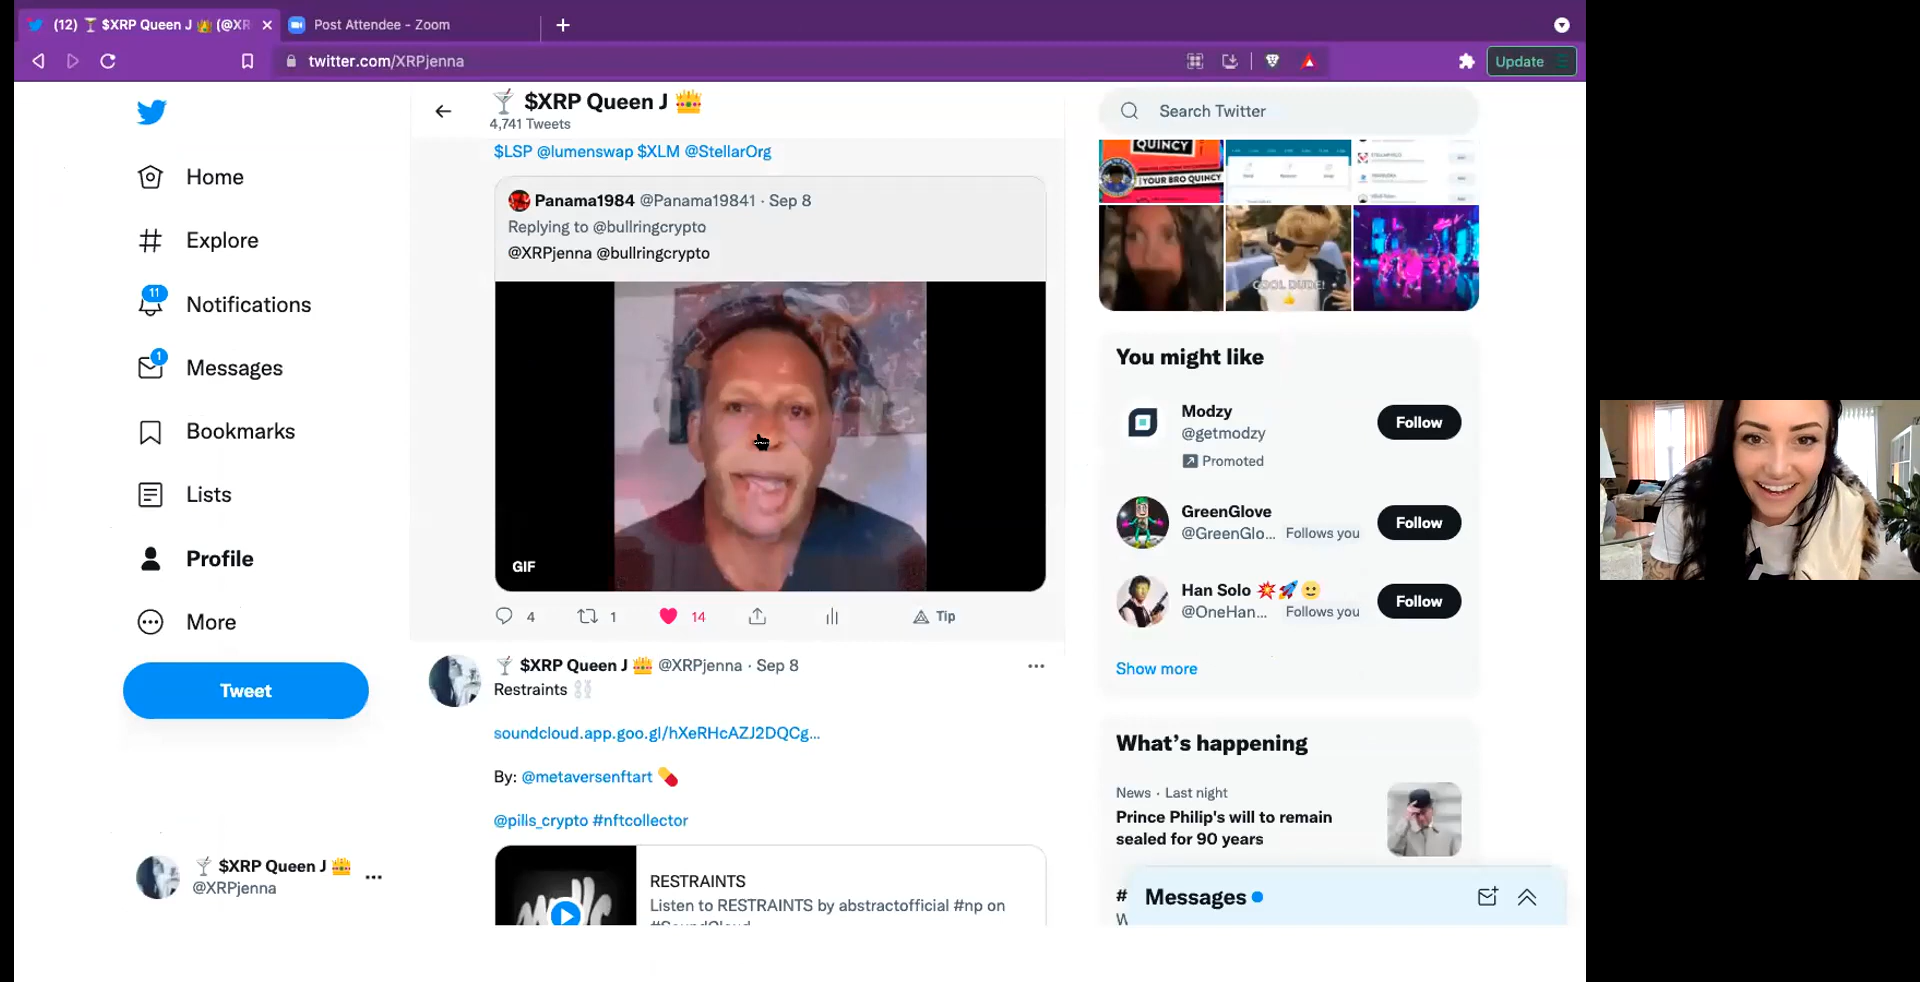 (12) 🍸 $XRP Queen J 👑 (@XR
Post Attendee - Zoom
twitter.com/XRPjenna
Update
Home
Explore
11
Notifications
1
Messages
Bookmarks
Lists
Profile
More
Tweet
🍸 $XRP Queen J 👑
@XRPjenna
🍸 $XRP Queen J 👑
4,741 Tweets
$LSP @lumenswap $XLM @StellarOrg
Panama1984 @Panama19841 · Sep 8
Replying to @bullringcrypto
@XRPjenna @bullringcrypto
GIF
4 1 14 Tip
🍸 $XRP Queen J 👑 @XRPjenna · Sep 8
Restraints ⛓️
soundcloud.app.goo.gl/hXeRHcAZJ2DQCg...
By: @metaversenftart 💊
@pills_crypto #nftcollector
RESTRAINTS
Listen to RESTRAINTS by abstractofficial #np on
#SoundCloud
Search Twitter
QUINCY
YOUR BRO QUINCY
COOL DUDE!
You might like
Modzy
@getmodzy
Promoted
Follow
GreenGlove
@GreenGlo... Follows you
Follow
Han Solo 💥🚀🙂
@OneHan... Follows you
Follow
Show more
What's happening
News · Last night
Prince Philip's will to remain
sealed for 90 years
#
W
Messages